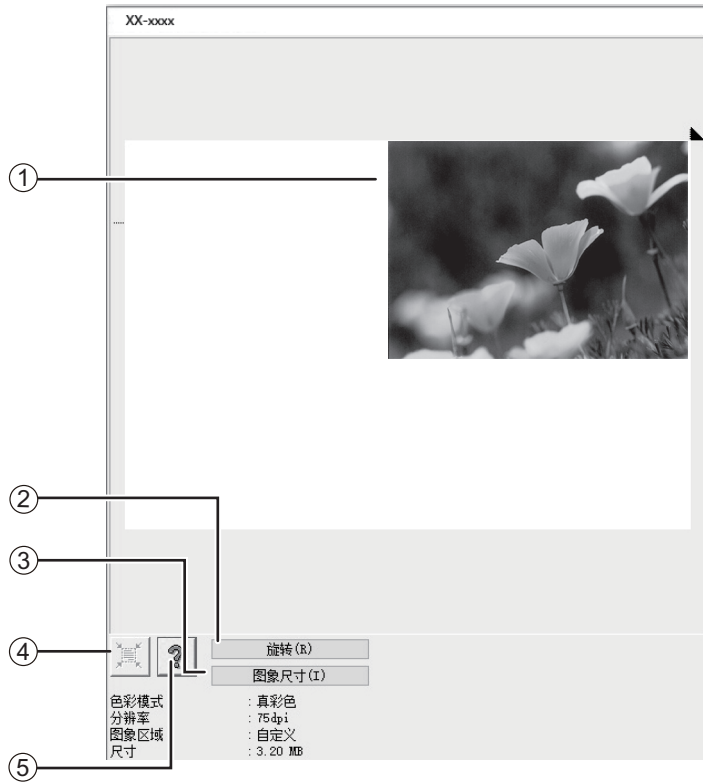 XX-xxxx
①
②
③
④
⑤
旋转(R)
图象尺寸(I)
色彩模式 : 真彩色
分辨率 : 75dpi
图象区域 : 自定义
尺寸 : 3.20 MB